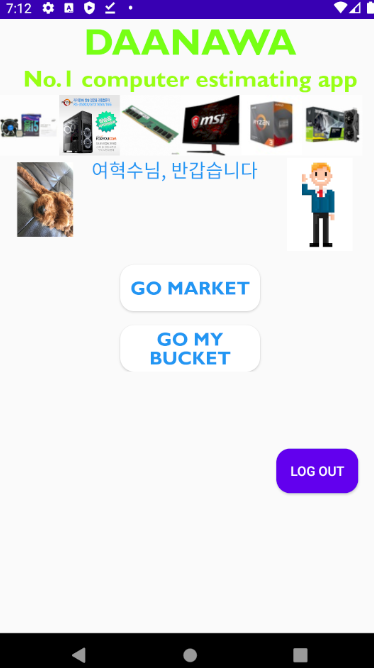 7:12
DAANAWA
No.1 computer estimating app
msi
RYZEN
여혁수님, 반갑습니다
GO MARKET
GO MY
BUCKET
LOG OUT